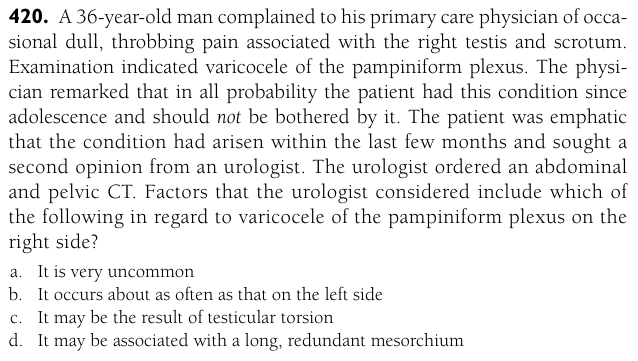 420. A 36-year-old man complained to his primary care physician of occa-
sional dull, throbbing pain associated with the right testis and scrotum.
Examination indicated varicocele of the pampiniform plexus. The physi-
cian remarked that in all probability the patient had this condition since
adolescence and should not be bothered by it. The patient was emphatic
that the condition had arisen within the last few months and sought a
second opinion from an urologist. The urologist ordered an abdominal
and pelvic CT. Factors that the urologist considered include which of
the following in regard to varicocele of the pampiniform plexus on the
right side?
a. It is very uncommon
b. It occurs about as often as that on the left side
c. It may be the result of testicular torsion
d. It may be associated with a long, redundant mesorchium